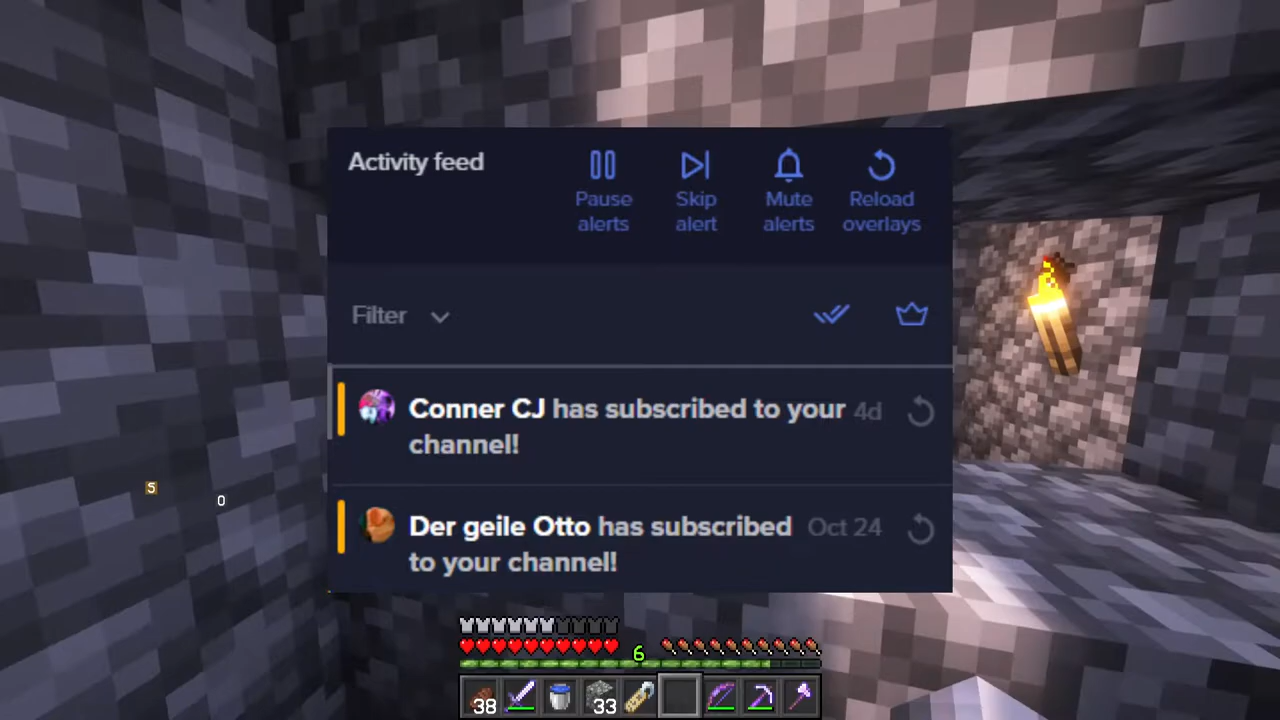 Activity feed
Pause alerts
Skip alert
Mute alerts
Reload overlays
Filter
Conner CJ has subscribed to your 4d
channel!
Der geile Otto has subscribed Oct 24
to your channel!
5
0
6
38
33